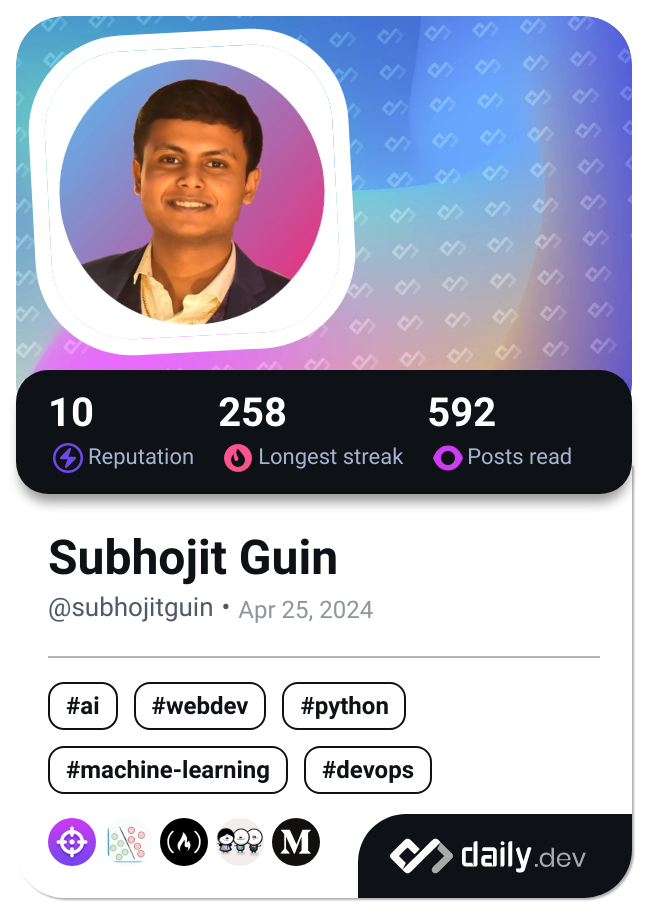 10 258 592
Reputation Longest streak Posts read
Subhojit Guin
@subhojitguin • Apr 25, 2024
#ai #webdev #python
#machine-learning #devops
M
daily.dev